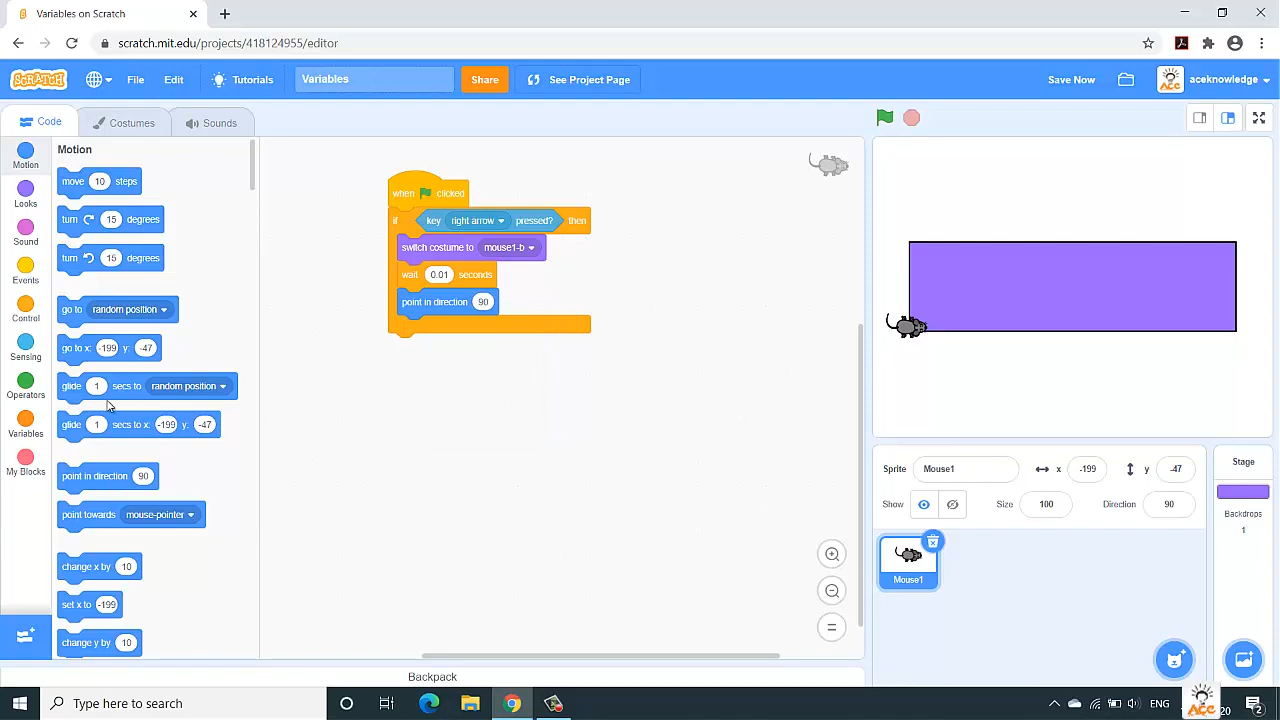 Variables on Scratch
scratch.mit.edu/projects/418124955/editor
SCRATCH
File
Edit
Tutorials
Variables
Share
See Project Page
Save Now
aceknowledge
Code
Costumes
Sounds
Motion
Looks
Sound
Events
Control
Sensing
Operators
Variables
My Blocks
Motion
move 10 steps
turn 15 degrees
turn 15 degrees
go to random position
go to x: -199 y: -47
glide 1 secs to random position
glide 1 secs to x: -199 y: -47
point in direction 90
point towards mouse-pointer
change x by 10
set x to -199
change y by 10
when clicked
if key right arrow pressed? then
switch costume to mouse1-b
wait 0.01 seconds
point in direction 90
Backpack
Sprite Mouse1 x -199 y -47
Show Size 100 Direction 90
Mouse1
Stage
Backdrops
1
Type here to search
ENG
ACC
20
2